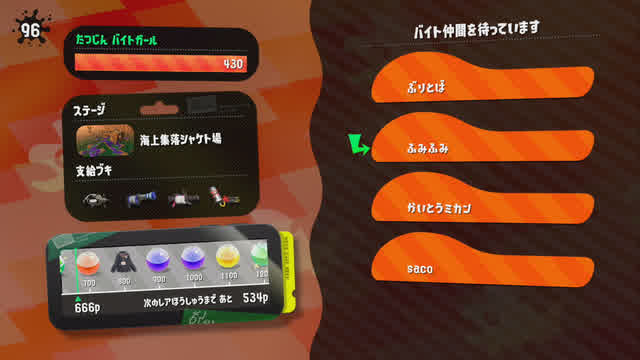 96
たつじん バイトガール
430
ステージ
海上集落シャケト場
支給ブキ
700 800 900 1000 1100 120
666p 次のレアほうしゅうまで あと 534p
バイト仲間を待っています
ぶりとぱ
ふみふみ
かいとうミカン
saco